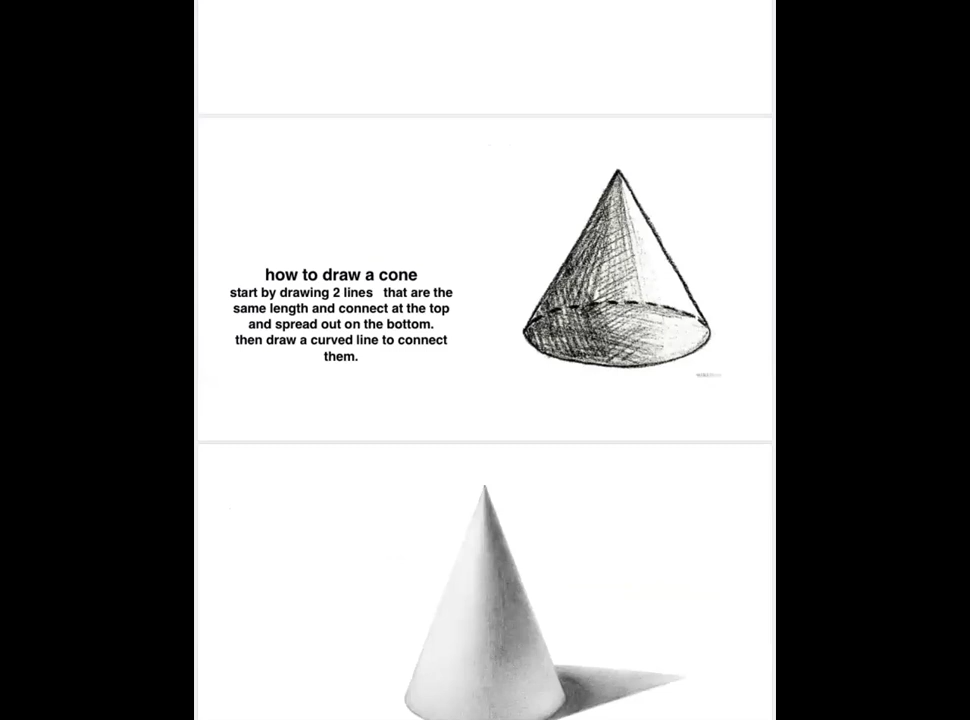 how to draw a cone
start by drawing 2 lines   that are the
same length and connect at the top
and spread out on the bottom.
then draw a curved line to connect
them.